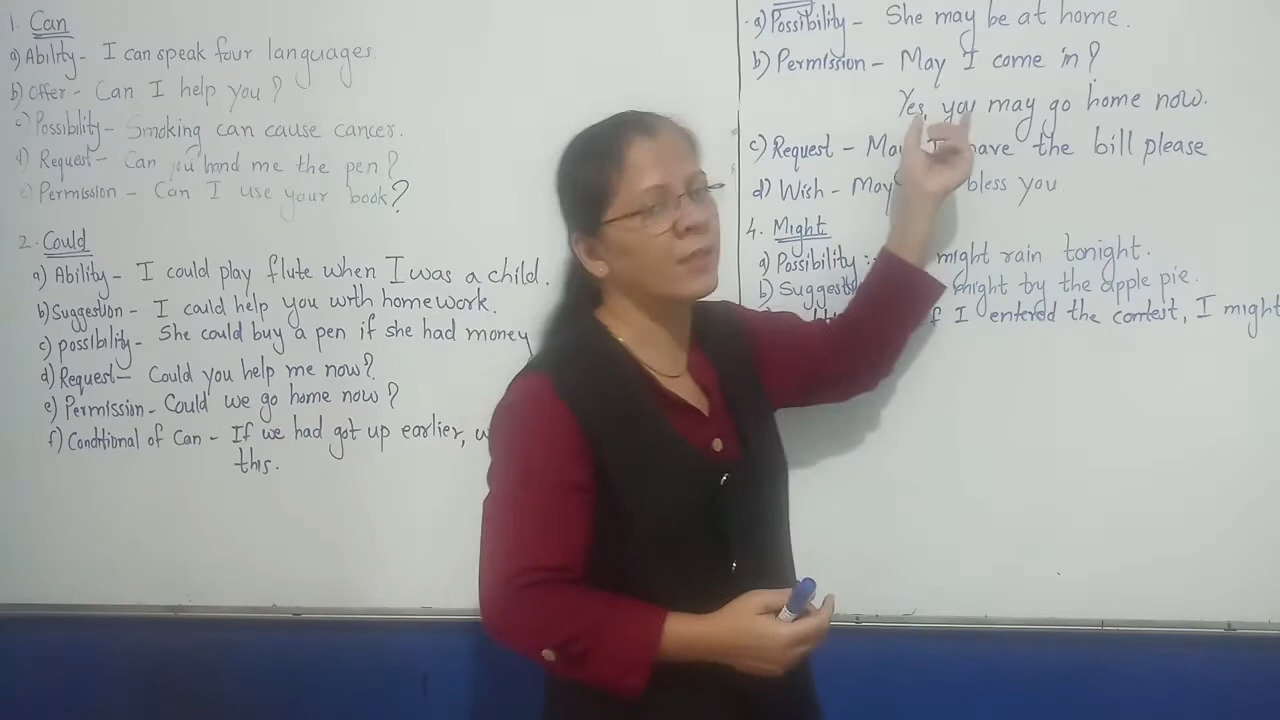 1. Can
a) Ability - I can speak four languages
b) Offer - Can I help you?
c) Possibility - Smoking can cause cancer.
d) Request - Can you hand me the pen?
e) Permission - Can I use your book?
2. Could
a) Ability - I could play flute when I was a child.
b) Suggestion - I could help you with homework.
c) possibility - She could buy a pen if she had money
d) Request - Could you help me now?
e) Permission - Could we go home now?
f) Conditional of Can - If we had got up earlier,
this.
a) Possibility - She may be at home.
b) Permission - May I come in?
Yes, you may go home now.
c) Request - May I have the bill please
d) Wish - May bless you.
4. Might
a) Possibility :- might rain tonight.
b) the apple pie.
I entered the contest, I might